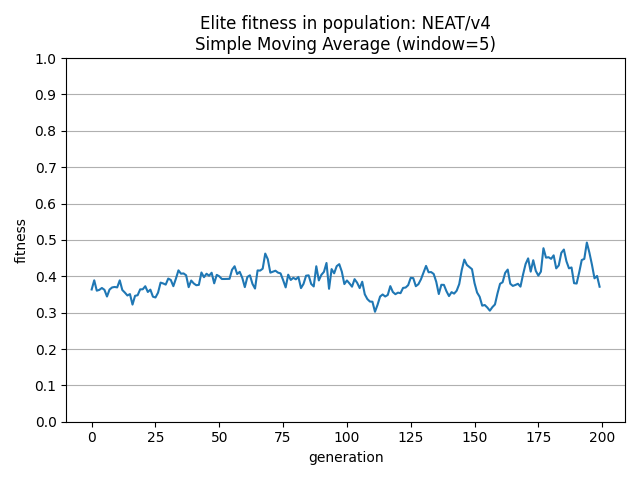 Elite fitness in population: NEAT/v4
Simple Moving Average (window=5)
1.0
0.9
0.8
0.7
0.6
0.5
0.4
0.3
0.2
0.1
0.0
fitness
0 25 50 75 100 125 150 175 200
generation